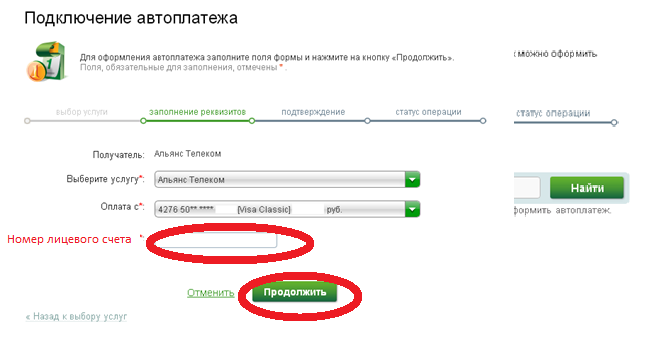 Подключение автоплатежа
Для оформления автоплатежа заполните поля формы и нажмите на кнопку «Продолжить».
Поля, обязательные для заполнения, отмечены * .
можно оформить
выбор услуги
заполнение реквизитов
подтверждение
статус операции
статус операции
Получатель: Альянс Телеком
Выберите услугу*: Альянс Телеком
Найти
Оплата с*: 4276 50** **** [Visa Classic] руб.
формить автоплатеж.
Номер лицевого счета *:
Отменить Продолжить
« Назад к выбору услуг